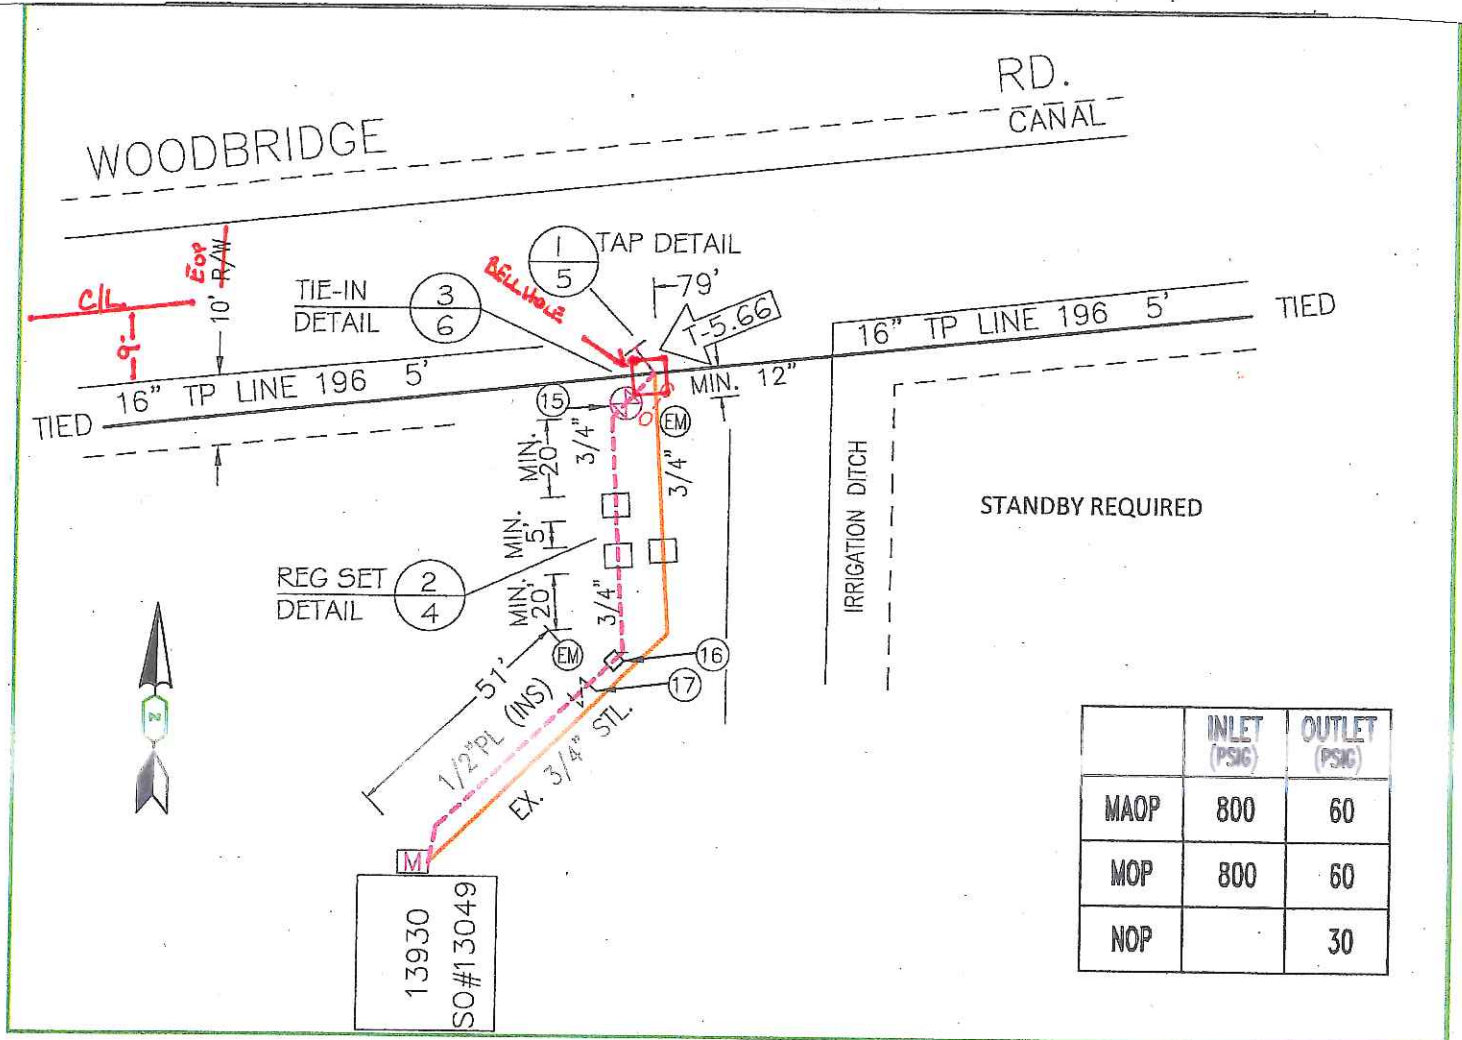 RD.
CANAL
WOODBRIDGE
EOP
10' R/W
C/L
9'
1
5
TAP DETAIL
BELL HOLE
TIE-IN
DETAIL
3
6
79'
T-5.66
16" TP LINE 196 5'
TIED
16" TP LINE 196 5'
TIED
MIN. 12"
15
EM
MIN.
20'
3/4"
3/4"
MIN.
5'
REG SET
DETAIL
2
4
MIN.
20'
3/4"
EM
16
17
51'
1/2"PL (INS)
EX. 3/4" STL.
IRRIGATION DITCH
STANDBY REQUIRED
N
M
13930
SO#13049
INLET (PSIG) OUTLET (PSIG)
MAOP 800 60
MOP 800 60
NOP 30